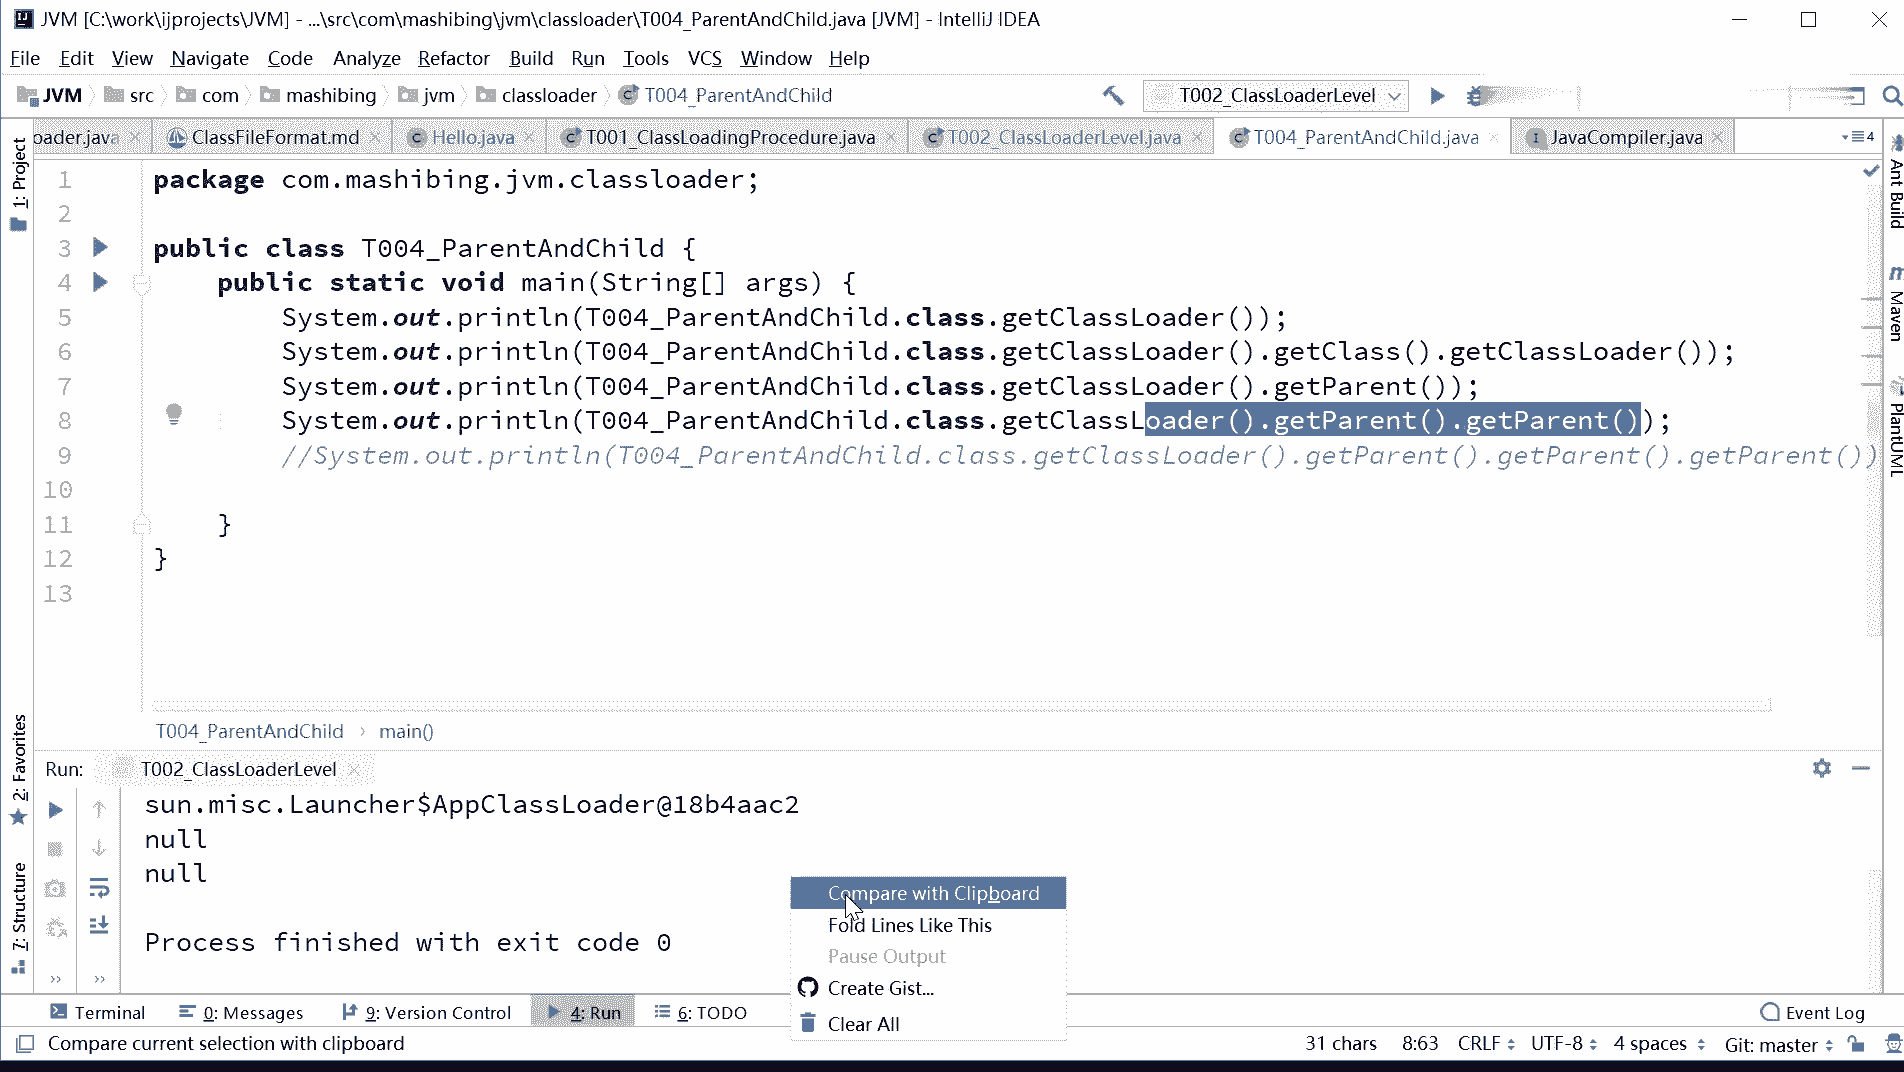 JVM [C:\work\ijprojects\JVM] - ...\src\com\mashibing\jvm\classloader\T004_ParentAndChild.java [JVM] - IntelliJ IDEA
File Edit View Navigate Code Analyze Refactor Build Run Tools VCS Window Help
JVM src com mashibing jvm classloader T004_ParentAndChild T002_ClassLoaderLevel
oader.java ClassFileFormat.md Hello.java T001_ClassLoadingProcedure.java T002_ClassLoaderLevel.java T004_ParentAndChild.java JavaCompiler.java 4
1: Project
1 package com.mashibing.jvm.classloader;
2
3 public class T004_ParentAndChild {
4 public static void main(String[] args) {
5 System.out.println(T004_ParentAndChild.class.getClassLoader());
6 System.out.println(T004_ParentAndChild.class.getClassLoader().getClass().getClassLoader());
7 System.out.println(T004_ParentAndChild.class.getClassLoader().getParent());
8 System.out.println(T004_ParentAndChild.class.getClassLoader().getParent().getParent());
9 //System.out.println(T004_ParentAndChild.class.getClassLoader().getParent().getParent().getParent())
10
11 }
12 }
13
Ant Build
Maven
PlantUML
T004_ParentAndChild › main()
2: Favorites
7: Structure
Run: T002_ClassLoaderLevel
sun.misc.Launcher$AppClassLoader@18b4aac2
null
null
Process finished with exit code 0
Compare with Clipboard
Fold Lines Like This
Pause Output
Create Gist...
Clear All
Terminal 0: Messages 9: Version Control 4: Run 6: TODO Event Log
Compare current selection with clipboard 31 chars 8:63 CRLF UTF-8 4 spaces Git: master